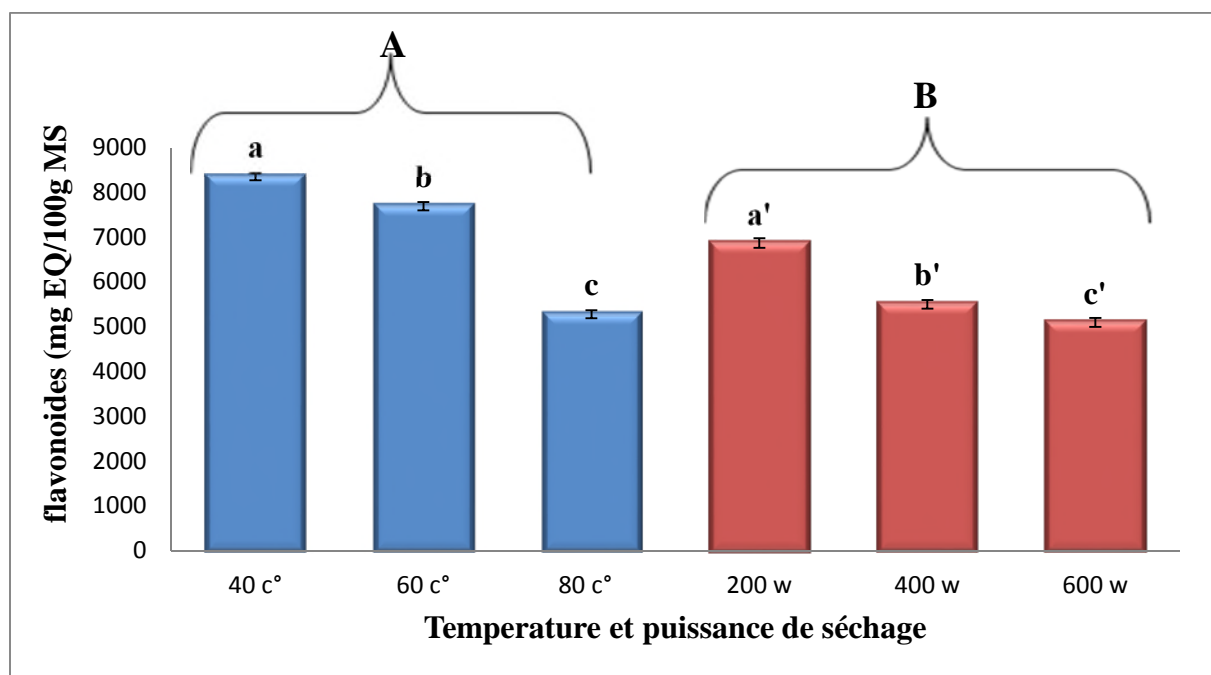 A
B
flavonoides (mg EQ/100g MS
9000
8000
7000
6000
5000
4000
3000
2000
1000
0
a
b
c
a'
b'
c'
40 c°
60 c°
80 c°
200 w
400 w
600 w
Temperature et puissance de séchage